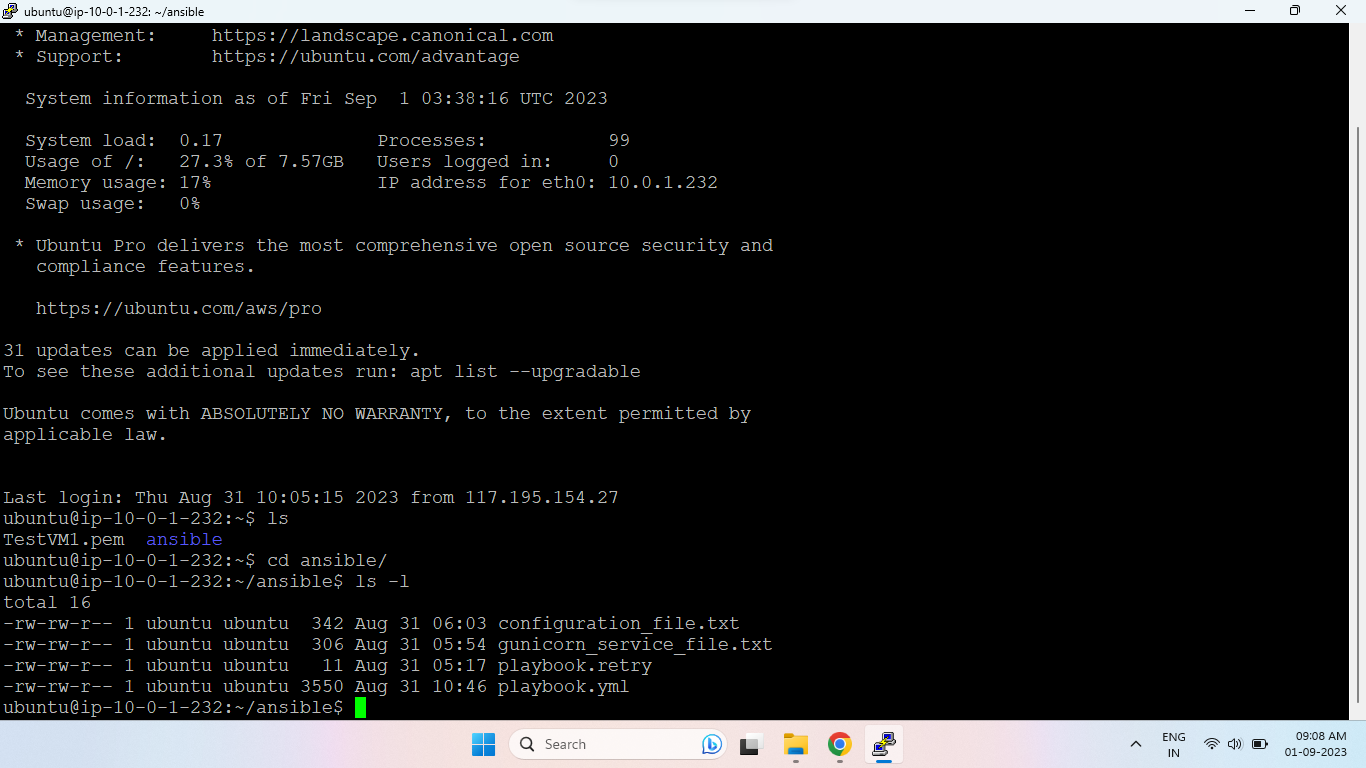 ubuntu@ip-10-0-1-232: ~/ansible
* Management:     https://landscape.canonical.com
* Support:        https://ubuntu.com/advantage
System information as of Fri Sep  1 03:38:16 UTC 2023
System load:  0.17              Processes:           99
Usage of /:   27.3% of 7.57GB   Users logged in:     0
Memory usage: 17%               IP address for eth0: 10.0.1.232
Swap usage:   0%
* Ubuntu Pro delivers the most comprehensive open source security and
compliance features.
https://ubuntu.com/aws/pro
31 updates can be applied immediately.
To see these additional updates run: apt list --upgradable
Ubuntu comes with ABSOLUTELY NO WARRANTY, to the extent permitted by
applicable law.
Last login: Thu Aug 31 10:05:15 2023 from 117.195.154.27
ubuntu@ip-10-0-1-232:~$ ls
TestVM1.pem  ansible
ubuntu@ip-10-0-1-232:~$ cd ansible/
ubuntu@ip-10-0-1-232:~/ansible$ ls -l
total 16
-rw-rw-r-- 1 ubuntu ubuntu  342 Aug 31 06:03 configuration_file.txt
-rw-rw-r-- 1 ubuntu ubuntu  306 Aug 31 05:54 gunicorn_service_file.txt
-rw-rw-r-- 1 ubuntu ubuntu   11 Aug 31 05:17 playbook.retry
-rw-rw-r-- 1 ubuntu ubuntu 3550 Aug 31 10:46 playbook.yml
ubuntu@ip-10-0-1-232:~/ansible$
Search
ENG
IN
09:08 AM
01-09-2023